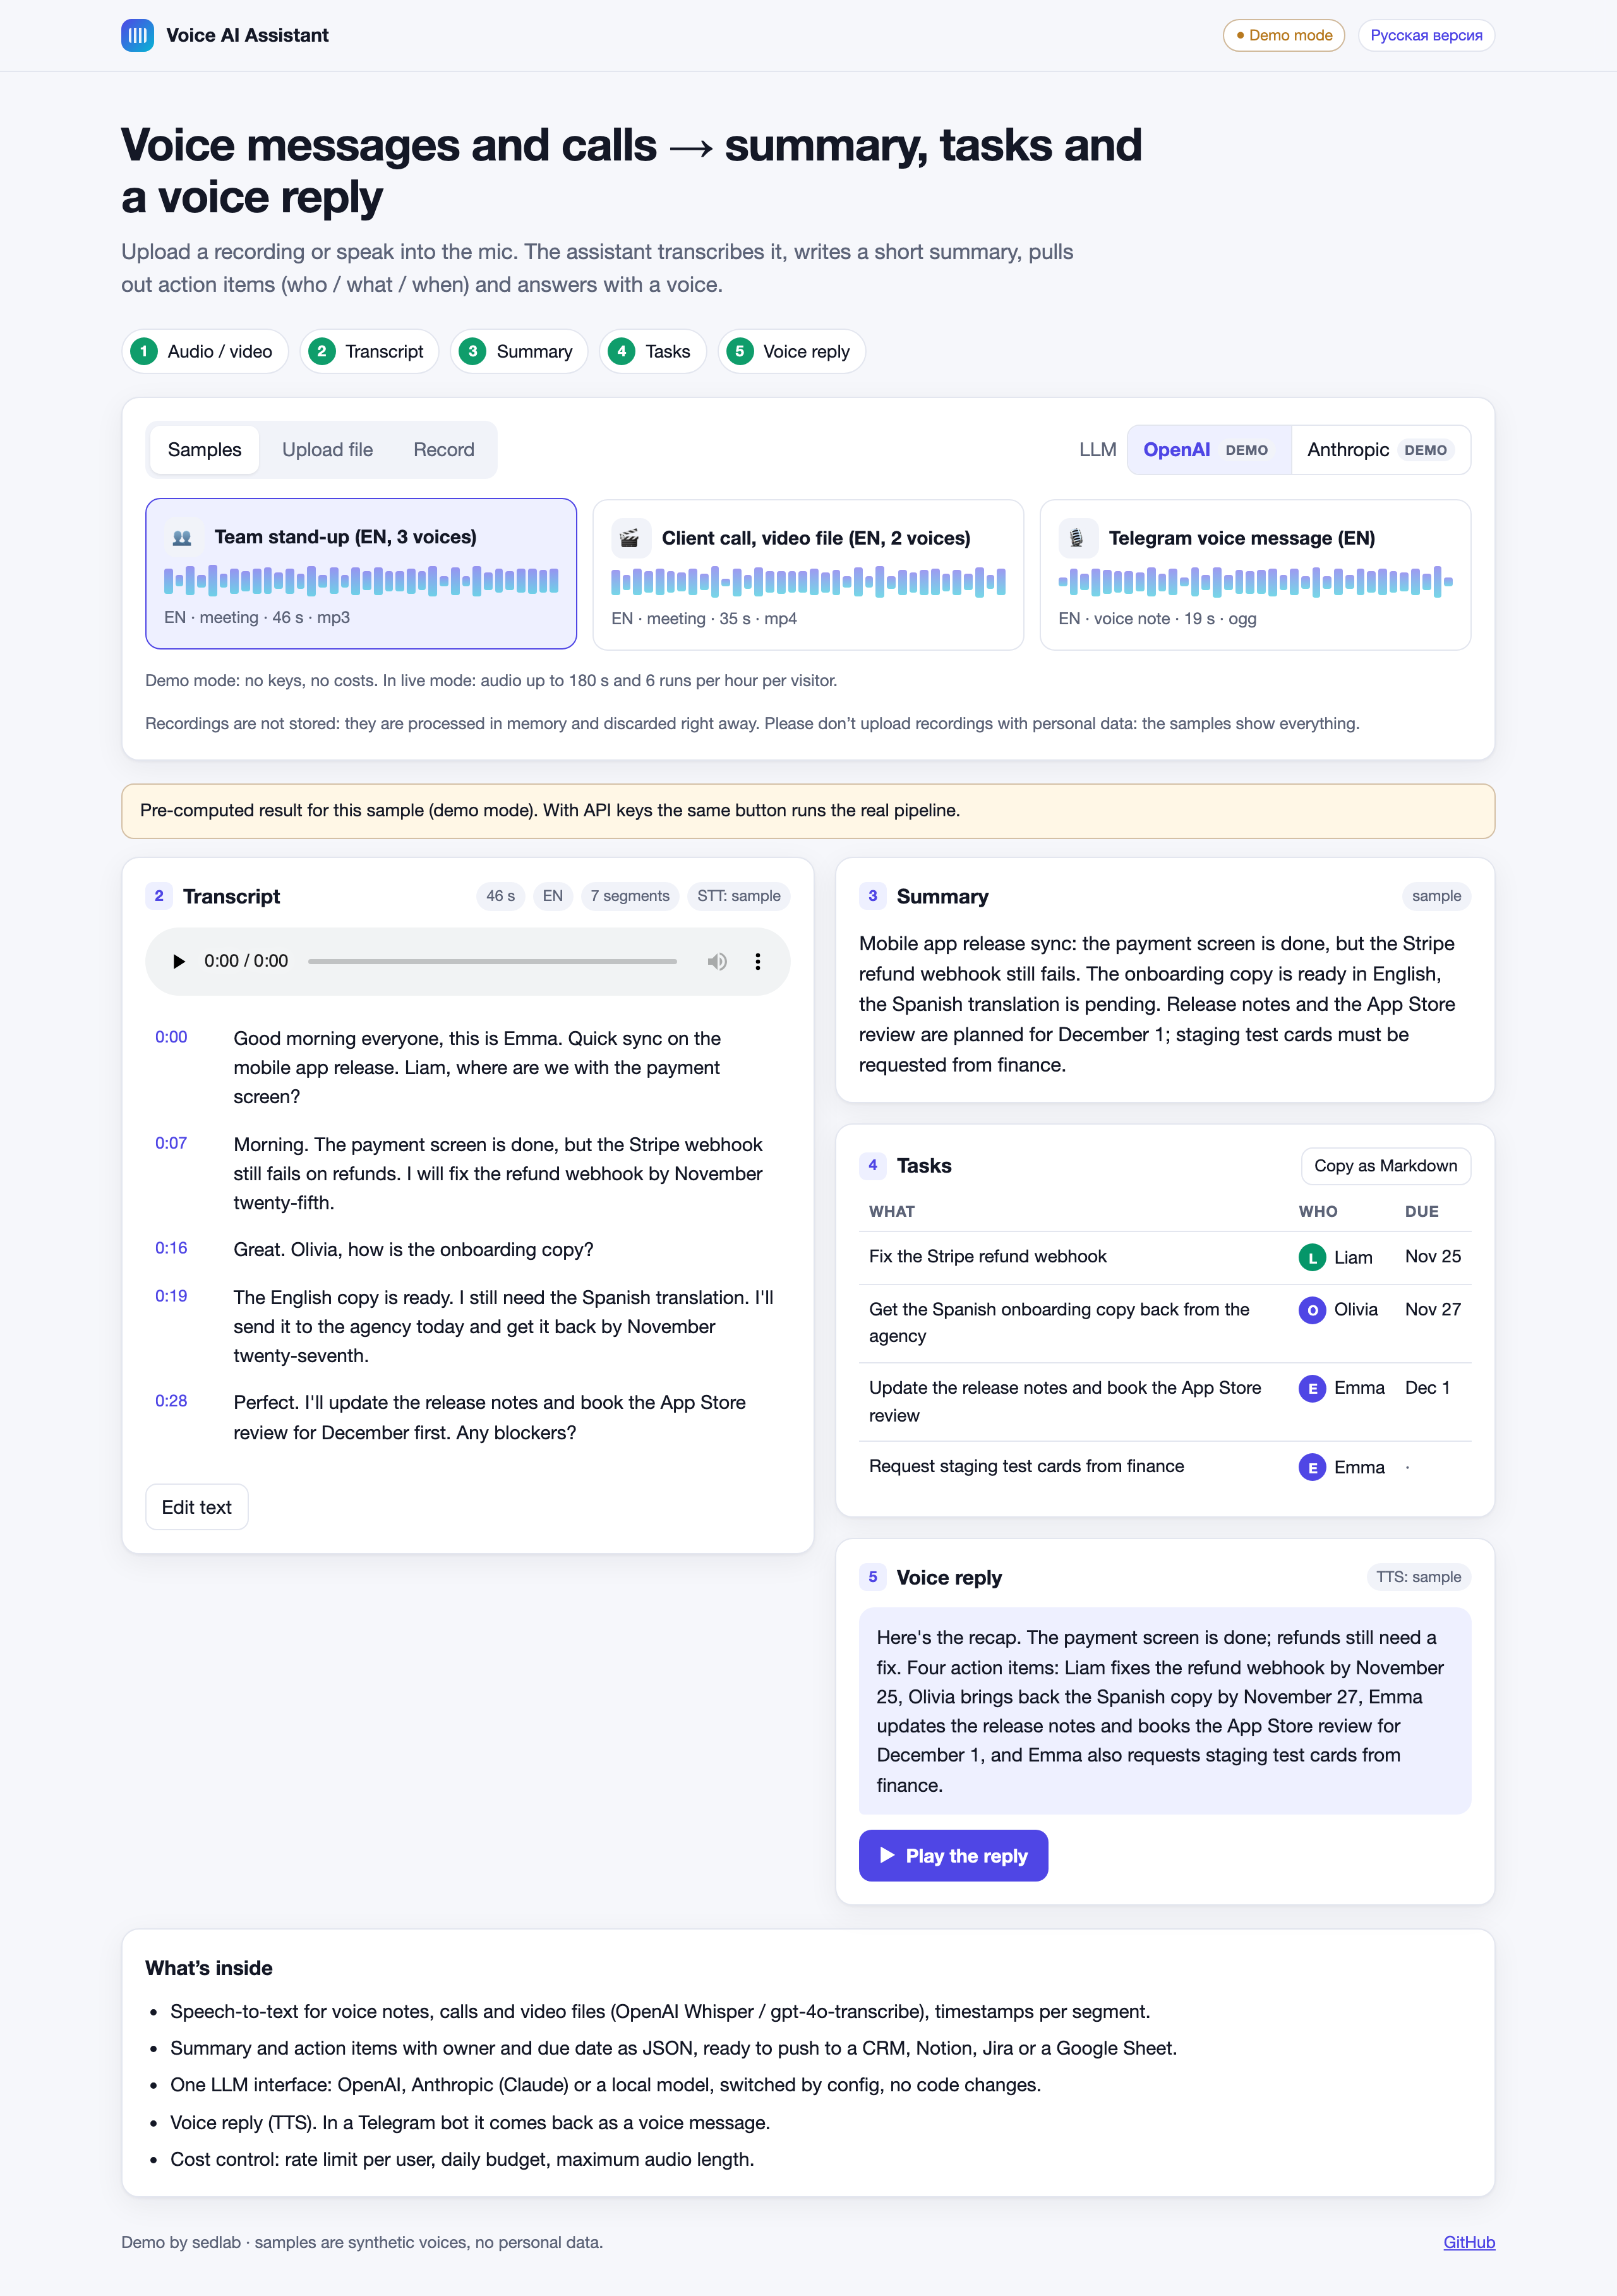 Voice AI Assistant
Demo mode
Русская версия
Voice messages and calls → summary, tasks and
a voice reply
Upload a recording or speak into the mic. The assistant transcribes it, writes a short summary, pulls
out action items (who / what / when) and answers with a voice.
1 Audio / video
2 Transcript
3 Summary
4 Tasks
5 Voice reply
Samples
Upload file
Record
LLM
OpenAI DEMO
Anthropic DEMO
Team stand-up (EN, 3 voices)
EN · meeting · 46 s · mp3
Client call, video file (EN, 2 voices)
EN · meeting · 35 s · mp4
Telegram voice message (EN)
EN · voice note · 19 s · ogg
Demo mode: no keys, no costs. In live mode: audio up to 180 s and 6 runs per hour per visitor.
Recordings are not stored: they are processed in memory and discarded right away. Please don’t upload recordings with personal data: the samples show everything.
Pre-computed result for this sample (demo mode). With API keys the same button runs the real pipeline.
2 Transcript
46 s
EN
7 segments
STT: sample
0:00 / 0:00
0:00
Good morning everyone, this is Emma. Quick sync on the
mobile app release. Liam, where are we with the payment
screen?
0:07
Morning. The payment screen is done, but the Stripe webhook
still fails on refunds. I will fix the refund webhook by November
twenty-fifth.
0:16
Great. Olivia, how is the onboarding copy?
0:19
The English copy is ready. I still need the Spanish translation. I'll
send it to the agency today and get it back by November
twenty-seventh.
0:28
Perfect. I'll update the release notes and book the App Store
review for December first. Any blockers?
Edit text
3 Summary
sample
Mobile app release sync: the payment screen is done, but the Stripe
refund webhook still fails. The onboarding copy is ready in English,
the Spanish translation is pending. Release notes and the App Store
review are planned for December 1; staging test cards must be
requested from finance.
4 Tasks
Copy as Markdown
WHAT WHO DUE
Fix the Stripe refund webhook L Liam Nov 25
Get the Spanish onboarding copy back from the
agency
O Olivia Nov 27
Update the release notes and book the App Store
review
E Emma Dec 1
Request staging test cards from finance E Emma ·
5 Voice reply
TTS: sample
Here's the recap. The payment screen is done; refunds still need a
fix. Four action items: Liam fixes the refund webhook by November
25, Olivia brings back the Spanish copy by November 27, Emma
updates the release notes and books the App Store review for
December 1, and Emma also requests staging test cards from
finance.
Play the reply
What’s inside
• Speech-to-text for voice notes, calls and video files (OpenAI Whisper / gpt-4o-transcribe), timestamps per segment.
• Summary and action items with owner and due date as JSON, ready to push to a CRM, Notion, Jira or a Google Sheet.
• One LLM interface: OpenAI, Anthropic (Claude) or a local model, switched by config, no code changes.
• Voice reply (TTS). In a Telegram bot it comes back as a voice message.
• Cost control: rate limit per user, daily budget, maximum audio length.
Demo by sedlab · samples are synthetic voices, no personal data.
GitHub